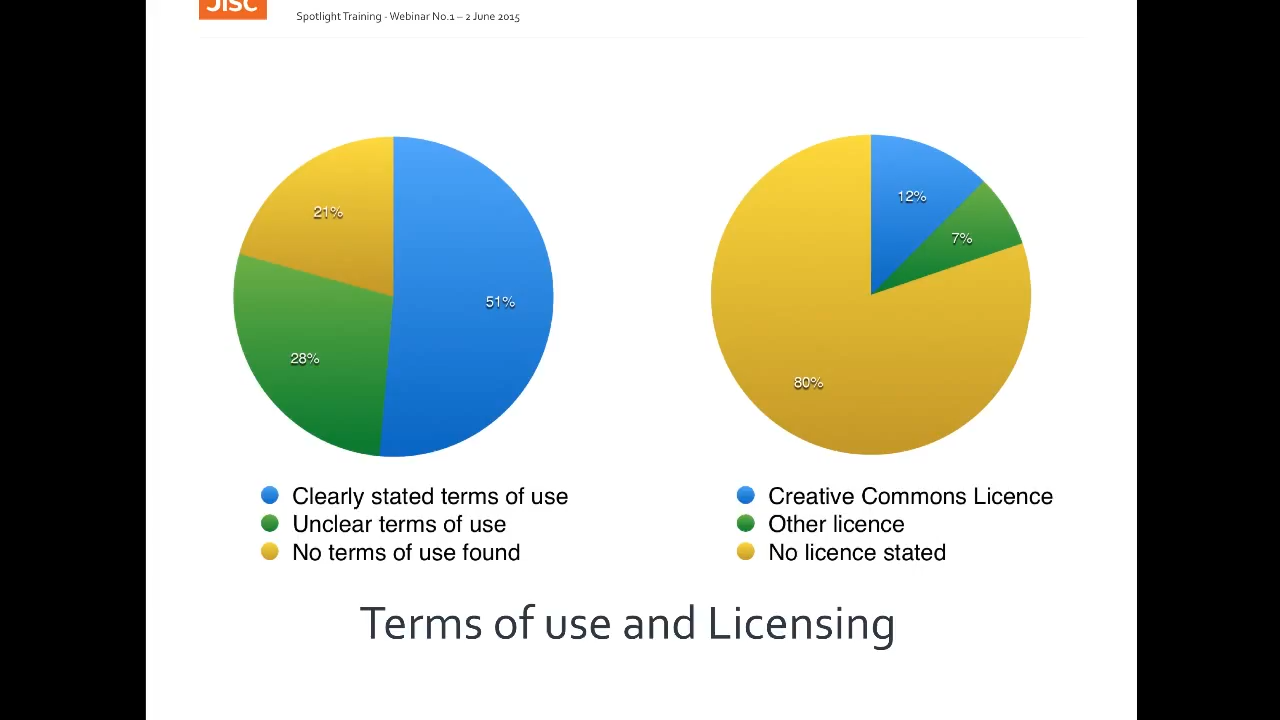 Jisc
Spotlight Training - Webinar No.1 – 2 June 2015
21%
51%
28%
12%
7%
80%
Clearly stated terms of use
Unclear terms of use
No terms of use found
Creative Commons Licence
Other licence
No licence stated
Terms of use and Licensing